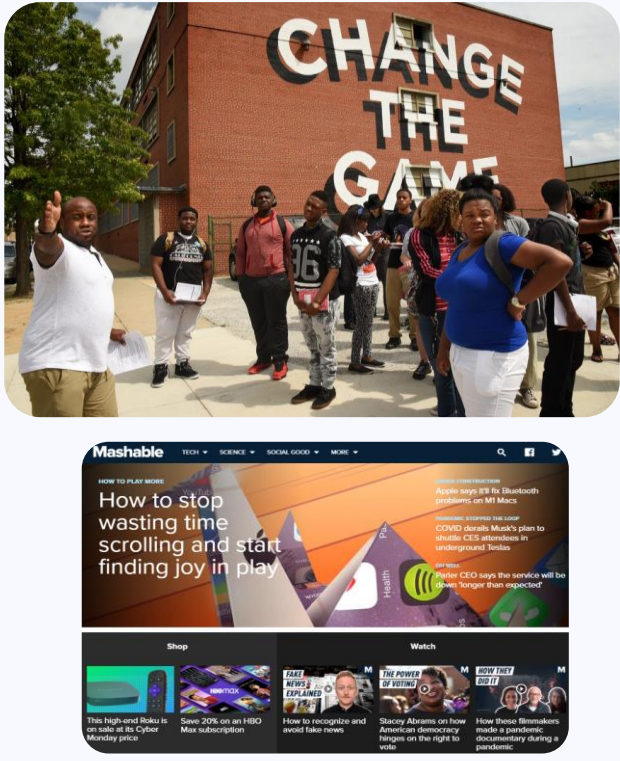 CHANGE
THE
GAME
96
Mashable
TECH
SCIENCE
SOCIAL GOOD
MORE
HOW TO PLAY MORE
How to stop
wasting time
scrolling and start
finding joy in play
YouTube
Health
Apple says it'll fix Bluetooth
problems on M1 Macs
COVID derails Musk's plan to
shuttle CES attendees in
underground Teslas
Parler CEO says the service will be
down 'longer than expected'
Shop
Watch
HBOmax
FAKE
NEWS
EXPLAINED
M
THE POWER
OF VOTING
M
HOW THEY
DID IT
M
This high-end Roku is
on sale at its Cyber
Monday price
Save 20% on an HBO
Max subscription
How to recognize and
avoid fake news
Stacey Abrams on how
American democracy
hinges on the right to
vote
How these filmmakers
made a pandemic
documentary during a
pandemic